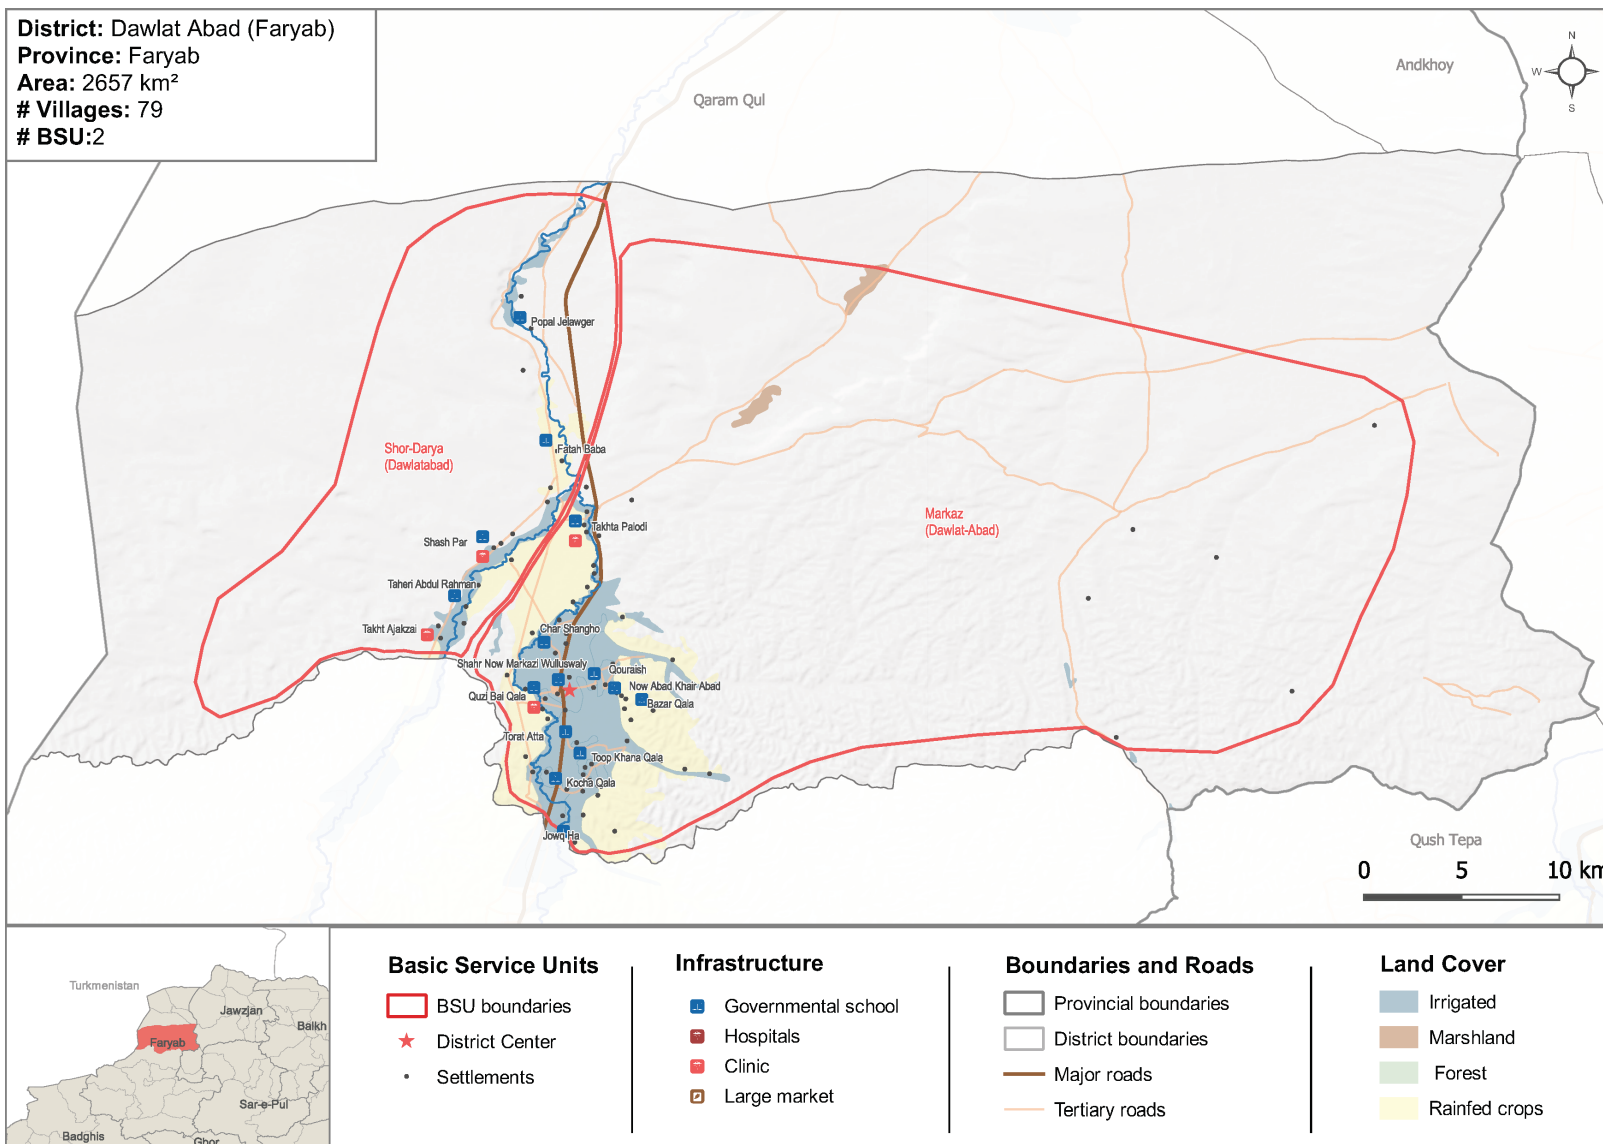 District: Dawlat Abad (Faryab)
Province: Faryab
Area: 2657 km²
# Villages: 79
# BSU:2
Andkhoy
Qaram Qul
N
W
S
Popal Jelawger
Fatah Baba
Shor-Darya
(Dawlatabad)
Markaz
(Dawlat-Abad)
Takhta Palodi
Shash Par
Taheri Abdul Rahman
Takht Ajakzai
Char Shangho
Shahr Now Markazi Wulluswaly
Qouraish
Now Abad Khair Abad
Quzi Bai Qala
Bazar Qala
Torat Atta
Toop Khana Qala
Kocha Qala
Jowq Ha
Qush Tepa
0 5 10 km
Turkmenistan
Jawzjan
Balkh
Faryab
Sar-e-Pul
Badghis
Ghor
Basic Service Units
BSU boundaries
District Center
Settlements
Infrastructure
Governmental school
Hospitals
Clinic
Large market
Boundaries and Roads
Provincial boundaries
District boundaries
Major roads
Tertiary roads
Land Cover
Irrigated
Marshland
Forest
Rainfed crops